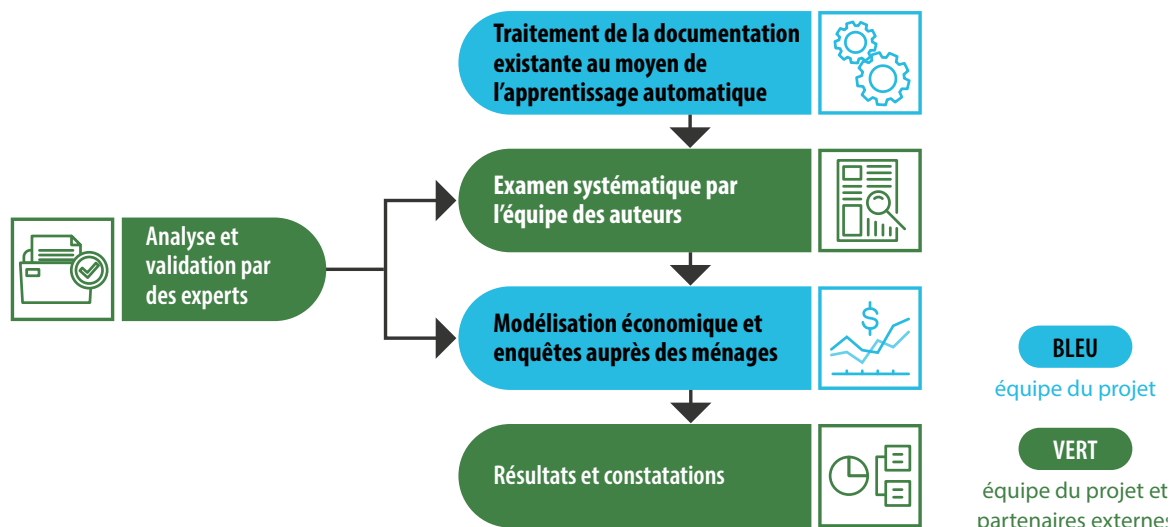 Traitement de la documentation
existante au moyen de
l'apprentissage automatique
Examen systématique par
l'équipe des auteurs
Analyse et
validation par
des experts
Modélisation économique et
enquêtes auprès des ménages
$
Résultats et constatations
BLEU
équipe du projet
VERT
équipe du projet et
partenaires externes